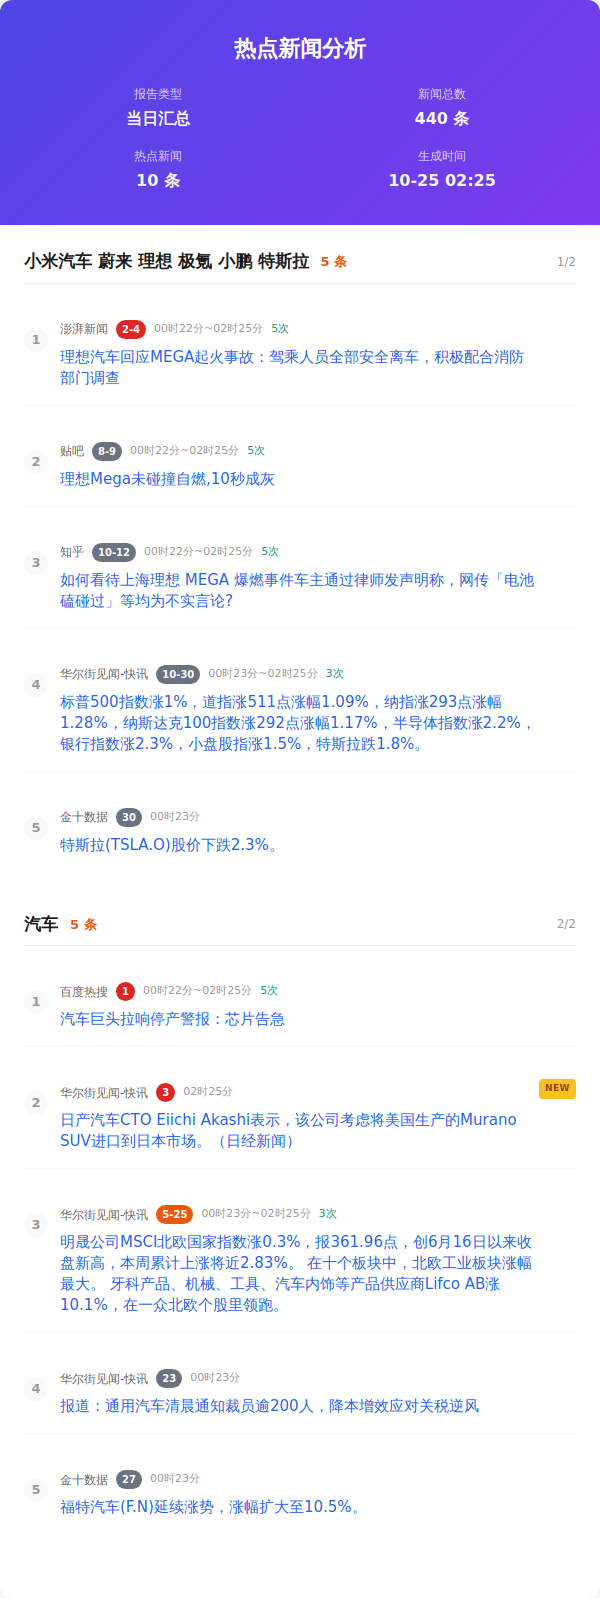 热点新闻分析
报告类型
新闻总数
当日汇总
440 条
热点新闻
生成时间
10 条
10-25 02:25
小米汽车 蔚来 理想 极氪 小鹏 特斯拉 5 条 1/2
1
澎湃新闻 2-4 00时22分~02时25分 5次
理想汽车回应MEGA起火事故：驾乘人员全部安全离车，积极配合消防
部门调查
2
贴吧 8-9 00时22分~02时25分 5次
理想Mega未碰撞自燃,10秒成灰
3
知乎 10-12 00时22分~02时25分 5次
如何看待上海理想 MEGA 爆燃事件车主通过律师发声明称，网传「电池
磕碰过」等均为不实言论?
4
华尔街见闻-快讯 10-30 00时23分~02时25分 3次
标普500指数涨1%，道指涨511点涨幅1.09%，纳指涨293点涨幅
1.28%，纳斯达克100指数涨292点涨幅1.17%，半导体指数涨2.2%，
银行指数涨2.3%，小盘股指涨1.5%，特斯拉跌1.8%。
5
金十数据 30 00时23分
特斯拉(TSLA.O)股价下跌2.3%。
汽车 5 条 2/2
1
百度热搜 1 00时22分~02时25分 5次
汽车巨头拉响停产警报：芯片告急
2
华尔街见闻-快讯 3 02时25分 NEW
日产汽车CTO Eiichi Akashi表示，该公司考虑将美国生产的Murano
SUV进口到日本市场。（日经新闻）
3
华尔街见闻-快讯 5-25 00时23分~02时25分 3次
明晟公司MSCI北欧国家指数涨0.3%，报361.96点，创6月16日以来收
盘新高，本周累计上涨将近2.83%。 在十个板块中，北欧工业板块涨幅
最大。 牙科产品、机械、工具、汽车内饰等产品供应商Lifco AB涨
10.1%，在一众北欧个股里领跑。
4
华尔街见闻-快讯 23 00时23分
报道：通用汽车清晨通知裁员逾200人，降本增效应对关税逆风
5
金十数据 27 00时23分
福特汽车(F.N)延续涨势，涨幅扩大至10.5%。